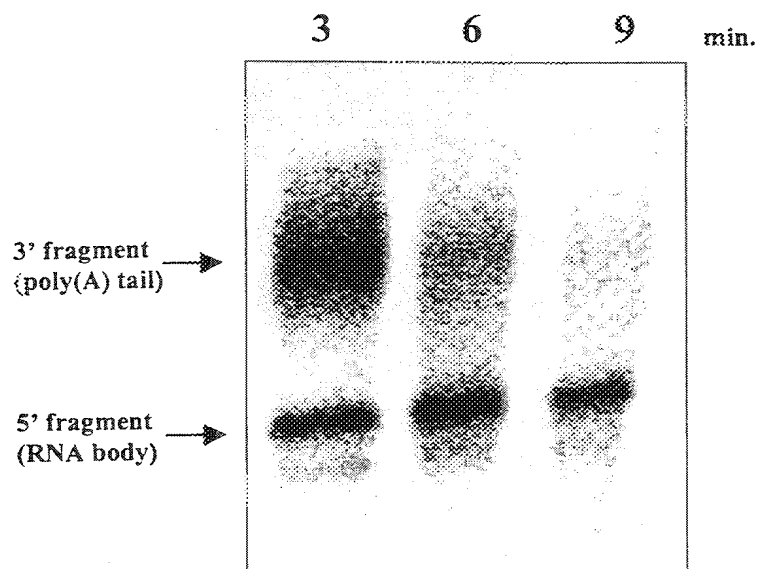 3 6 9 min.
3' fragment
(poly(A) tail)
5' fragment
(RNA body)